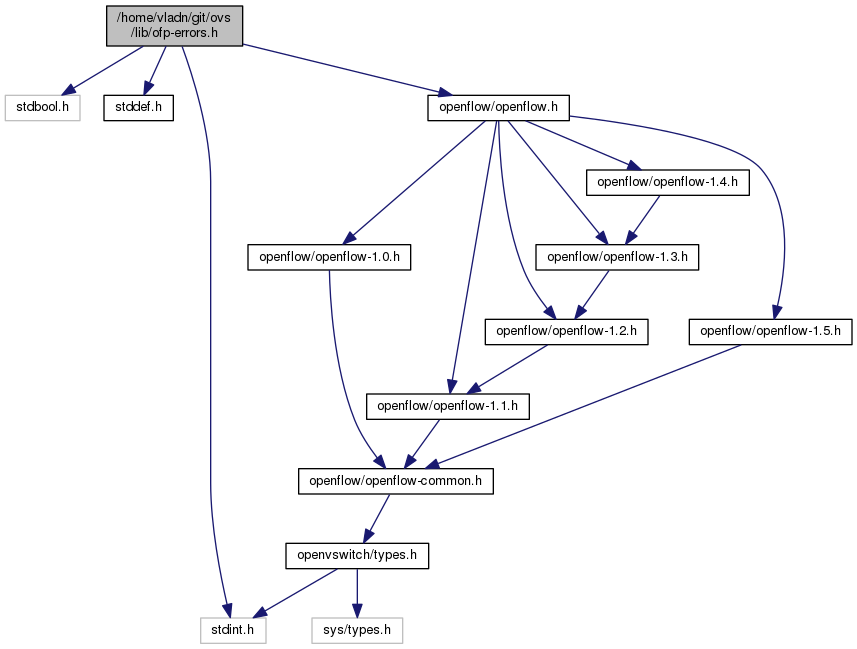 /home/vladn/git/ovs
/lib/ofp-errors.h
stdbool.h
stddef.h
openflow/openflow.h
openflow/openflow-1.4.h
openflow/openflow-1.0.h
openflow/openflow-1.3.h
openflow/openflow-1.2.h
openflow/openflow-1.5.h
openflow/openflow-1.1.h
openflow/openflow-common.h
openvswitch/types.h
stdint.h
sys/types.h